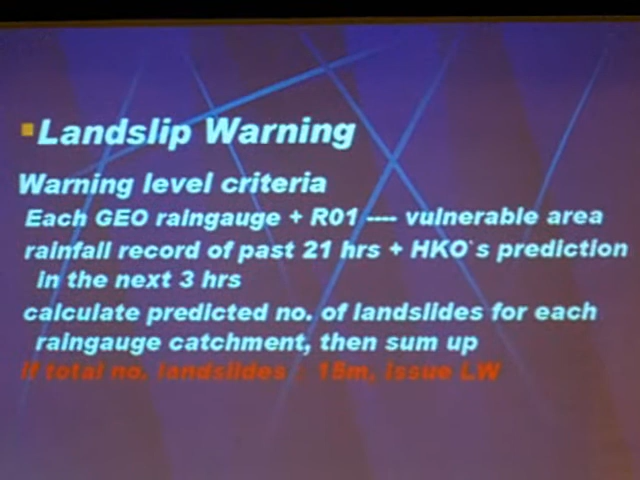 Landslip Warning
Warning level criteria
Each GEO raingauge + R01 ---- vulnerable area
rainfall record of past 21 hrs + HKO's prediction
in the next 3 hrs
calculate predicted no. of landslides for each
raingauge catchment, then sum up
If total no. landslides 15m, issue LW